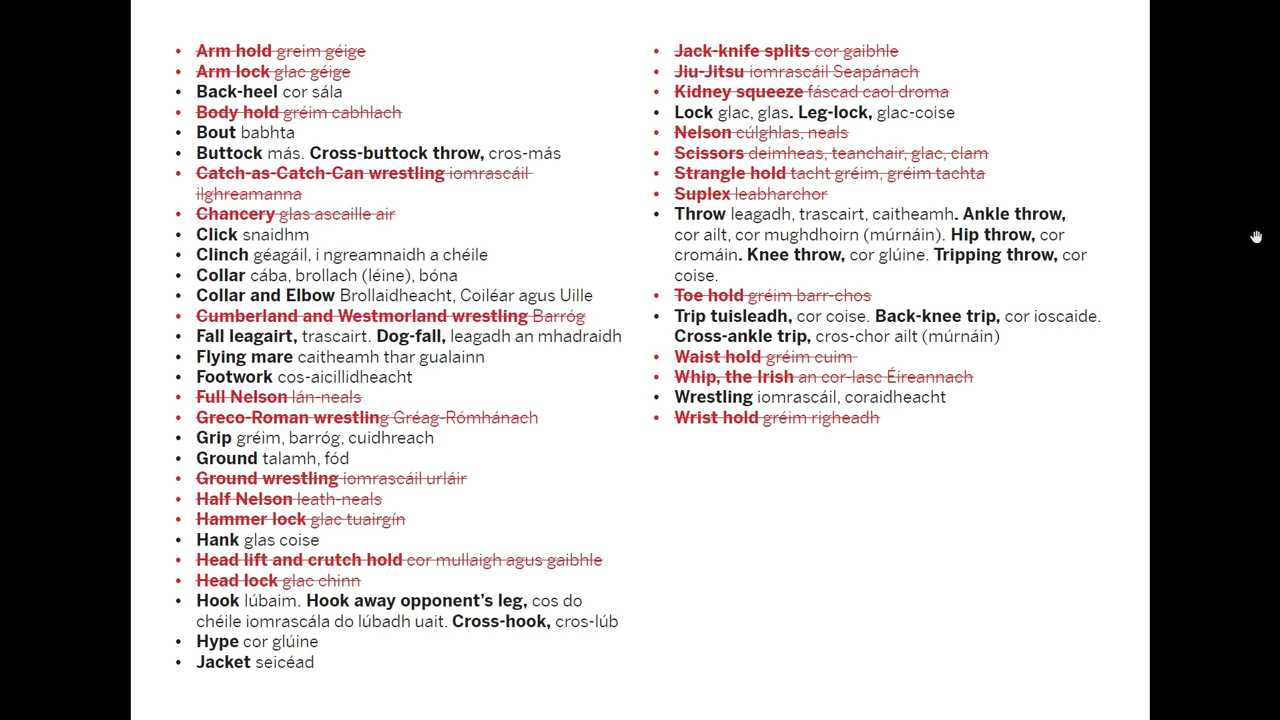 • Arm hold greim géige
• Arm lock glac géige
• Back-heel cor sála
• Body hold gréim cabhlach
• Bout babhta
• Buttock más. Cross-buttock throw, cros-más
• Catch-as-Catch-Can wrestling iomrascáil
ilghreamanna
• Chancery glas ascaille air
• Click snaidhm
• Clinch géagáil, i ngreamnaidh a chéile
• Collar cába, brollach (léine), bóna
• Collar and Elbow Brollaidheacht, Coiléar agus Uille
• Cumberland and Westmorland wrestling Barróg
• Fall leagairt, trascairt. Dog-fall, leagadh an mhadraidh
• Flying mare caitheamh thar gualainn
• Footwork cos-aicillidheacht
• Full Nelson lán-neals
• Greco-Roman wrestling Gréag-Rómhánach
• Grip gréim, barróg, cuidhreach
• Ground talamh, fód
• Ground wrestling iomrascáil urláir
• Half Nelson leath-neals
• Hammer lock glac tuairgín
• Hank glas coise
• Head lift and crutch hold cor mullaigh agus gaibhle
• Head lock glac chinn
• Hook lúbaim. Hook away opponent's leg, cos do
chéile iomrascála do lúbadh uait. Cross-hook, cros-lúb
• Hype cor glúine
• Jacket seicéad
• Jack-knife splits cor gaibhle
• Jiu-Jitsu iomrascáil Seapánach
• Kidney squeeze fáscad caol droma
• Lock glac, glas. Leg-lock, glac-coise
• Nelson cúlghlas, neals
• Scissors deimheas, teanchair, glac, clam
• Strangle hold tacht gréim, gréim tachta
• Suplex leabharchor
• Throw leagadh, trascairt, caitheamh. Ankle throw,
cor ailt, cor mughdhoirn (múrnáin). Hip throw, cor
cromáin. Knee throw, cor glúine. Tripping throw, cor
coise.
• Toe hold gréim barr-chos
• Trip tuisleadh, cor coise. Back-knee trip, cor ioscaide.
Cross-ankle trip, cros-chor ailt (múrnáin)
• Waist hold gréim cuim
• Whip, the Irish an cor-lasc Éireannach
• Wrestling iomrascáil, coraidheacht
• Wrist hold gréim righeadh